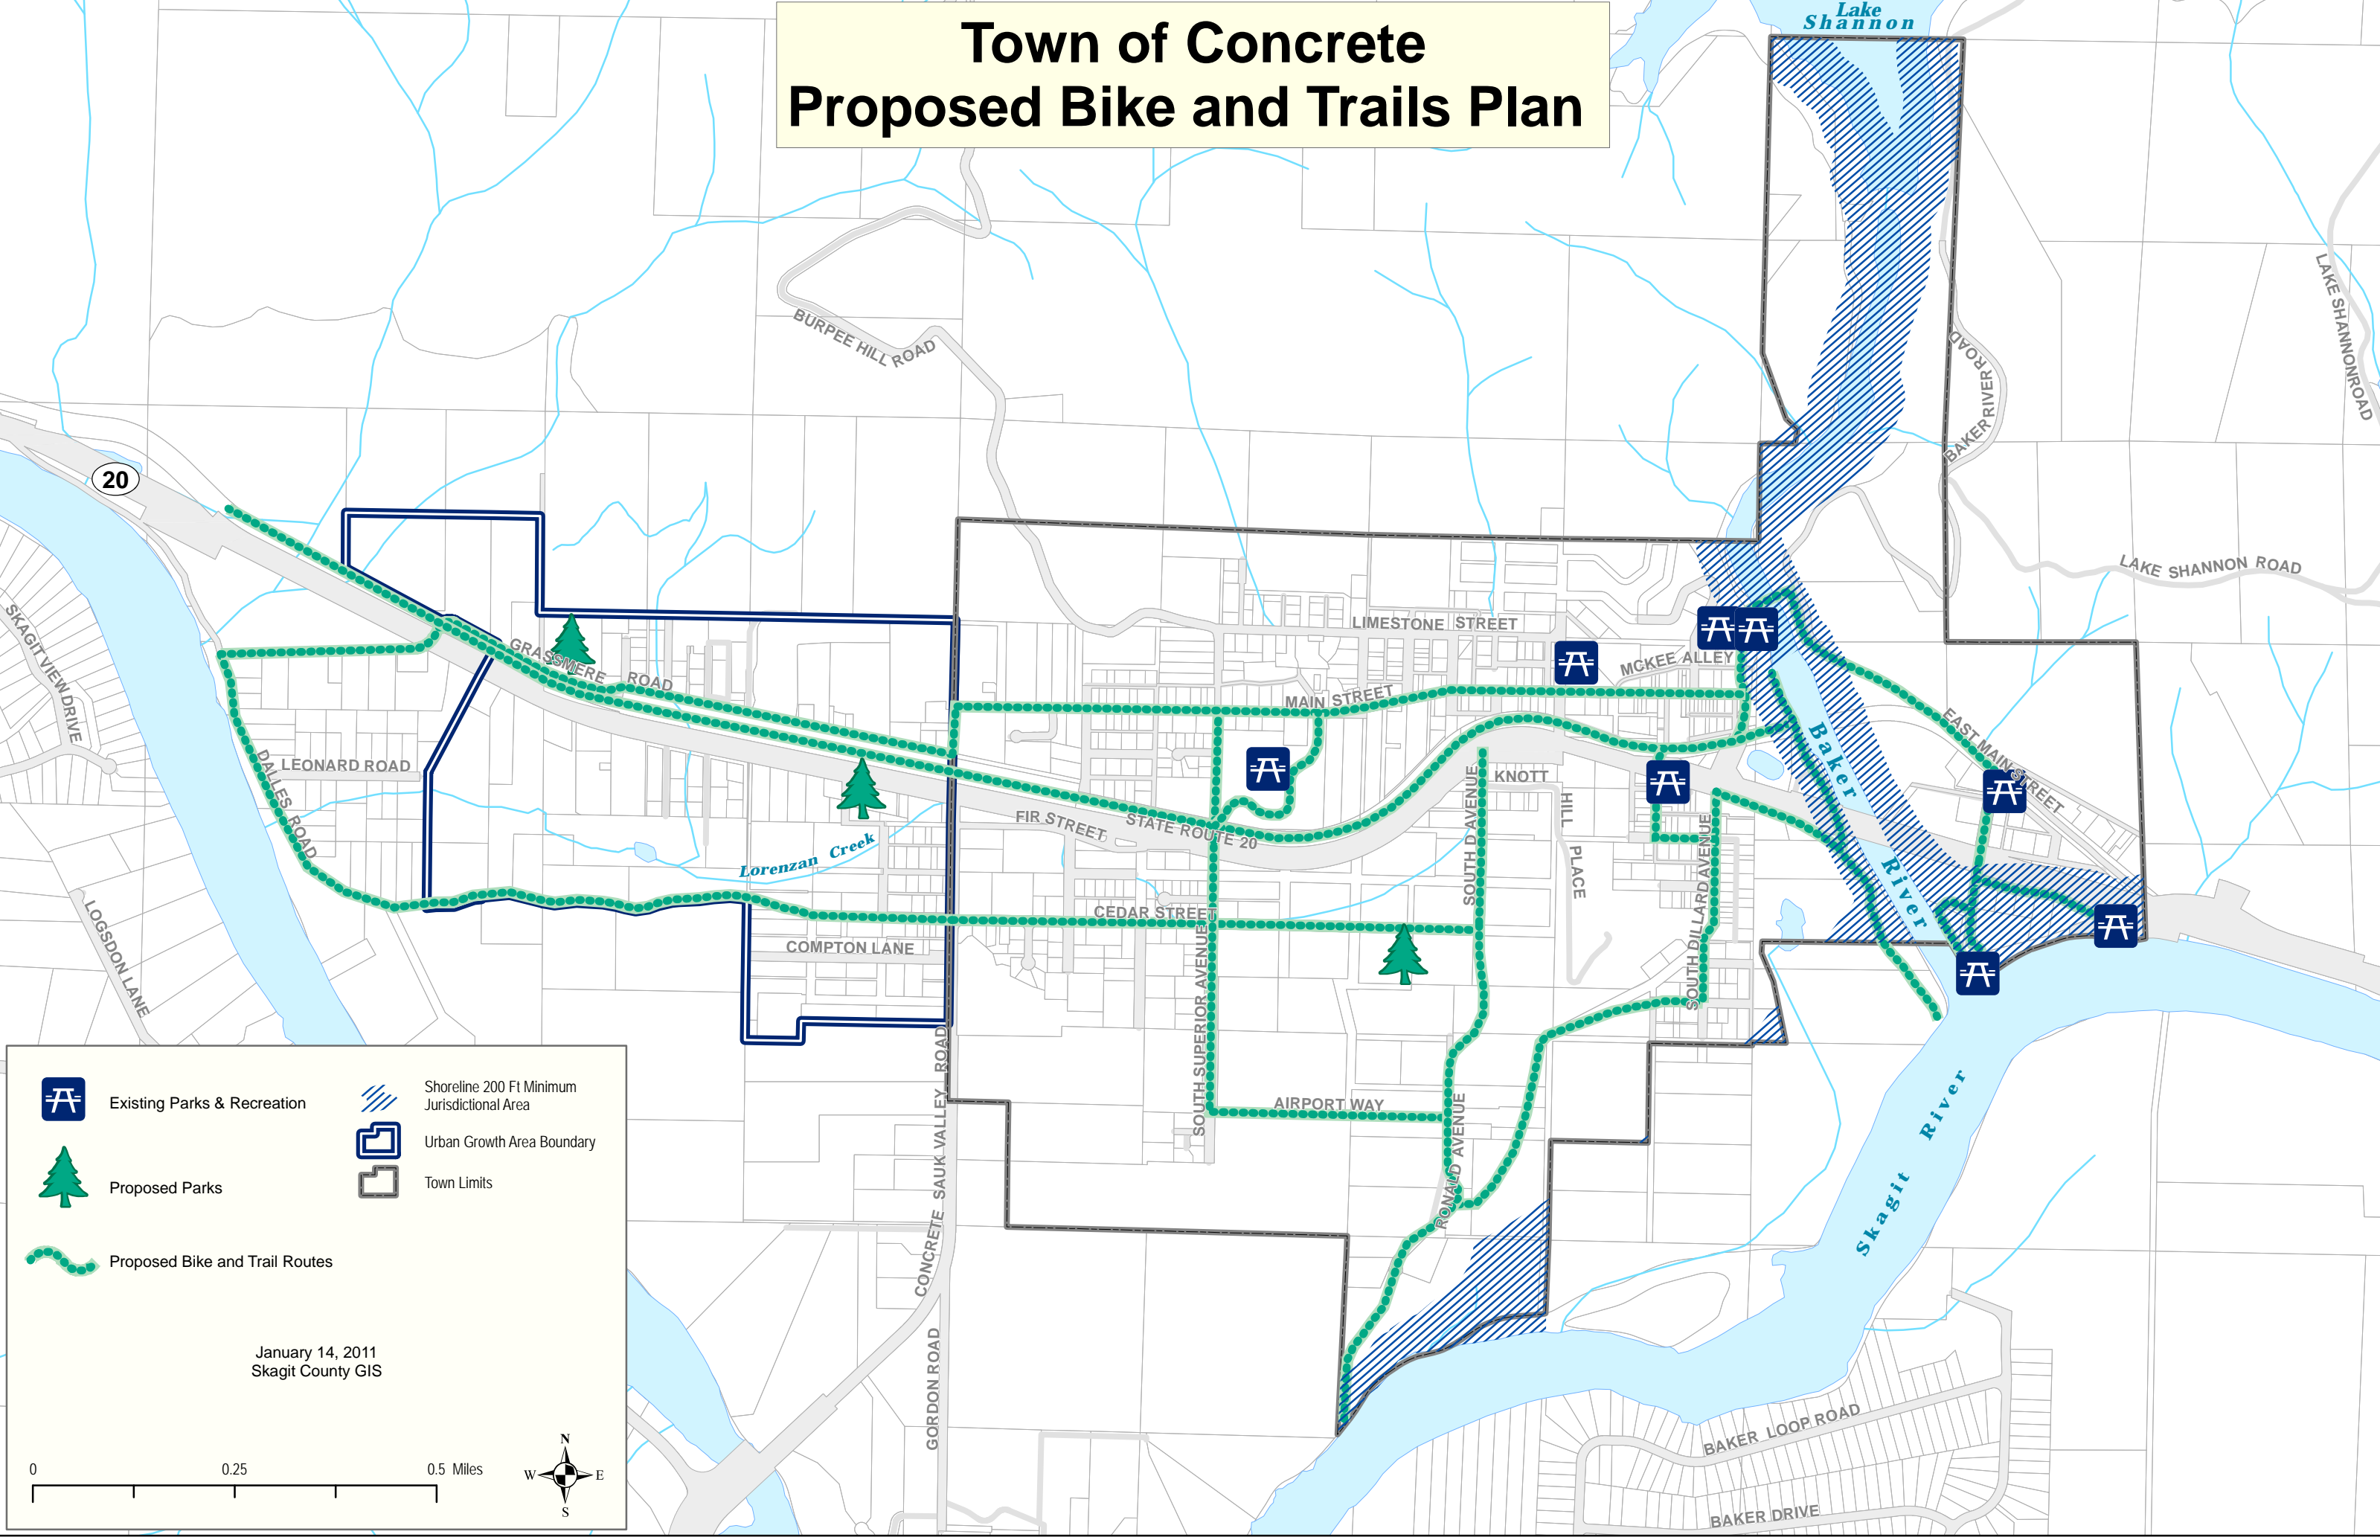 Town of Concrete
Proposed Bike and Trails Plan
Lake
Shannon
20
BURPEE HILL ROAD
BAKER RIVER ROAD
LAKE SHANNONROAD
LAKE SHANNON ROAD
SKAGIT VIEW DRIVE
GRASSMERE ROAD
LIMESTONE STREET
MCKEE ALLEY
MAIN STREET
EAST MAIN STREET
Baker River
LEONARD ROAD
DALLES ROAD
KNOTT HILL PLACE
FIR STREET
STATE ROUTE 20
SOUTH D AVENUE
SOUTH DILLARD AVENUE
Lorenzan Creek
CEDAR STREET
COMPTON LANE
LOGSDON LANE
SOUTH SUPERIOR AVENUE
CONCRETE SAUK VALLEY ROAD
AIRPORT WAY
RONALD AVENUE
Skagit River
GORDON ROAD
BAKER LOOP ROAD
BAKER DRIVE
Existing Parks & Recreation
Proposed Parks
Proposed Bike and Trail Routes
Shoreline 200 Ft Minimum
Jurisdictional Area
Urban Growth Area Boundary
Town Limits
January 14, 2011
Skagit County GIS
0 0.25 0.5 Miles
N
W E
S